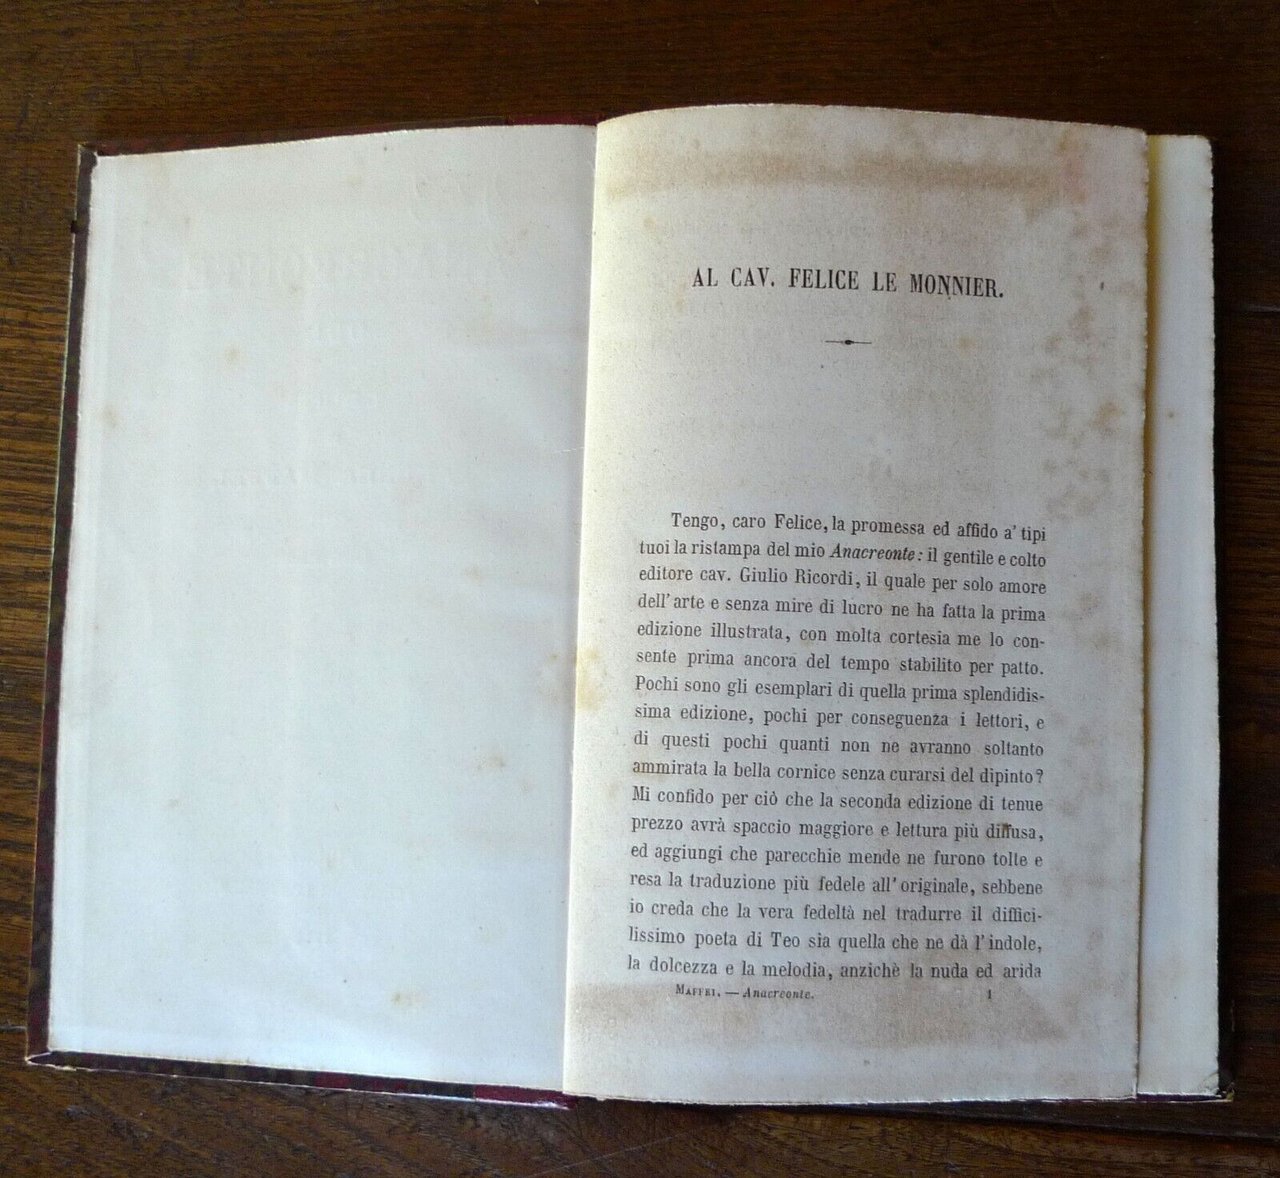 AL CAV. FELICE LE MONNIER.
Tengo, caro Felice, la promessa ed affido a' tipi
tuoi la ristampa del mio Anacreonte: il gentile e colto
editore cav. Giulio Ricordi, il quale per solo amore
dell'arte e senza mire di lucro ne ha fatta la prima
edizione illustrata, con molta cortesia me lo con-
sente prima ancora del tempo stabilito per patto.
Pochi sono gli esemplari di quella prima splendidis-
sima edizione, pochi per conseguenza i lettori, e
di questi pochi quanti non ne avranno soltanto
ammirata la bella cornice senza curarsi del dipinto?
Mi confido per ciò che la seconda edizione di tenue
prezzo avrà spaccio maggiore e lettura più diffusa,
ed aggiungi che parecchie mende ne furono tolte e
resa la traduzione più fedele all'originale, sebbene
io creda che la vera fedeltà nel tradurre il diffici-
lissimo poeta di Teo sia quella che ne dà l'indole,
la dolcezza e la melodia, anzichè la nuda ed arida
MAFFEI. — Anacreonte. 1